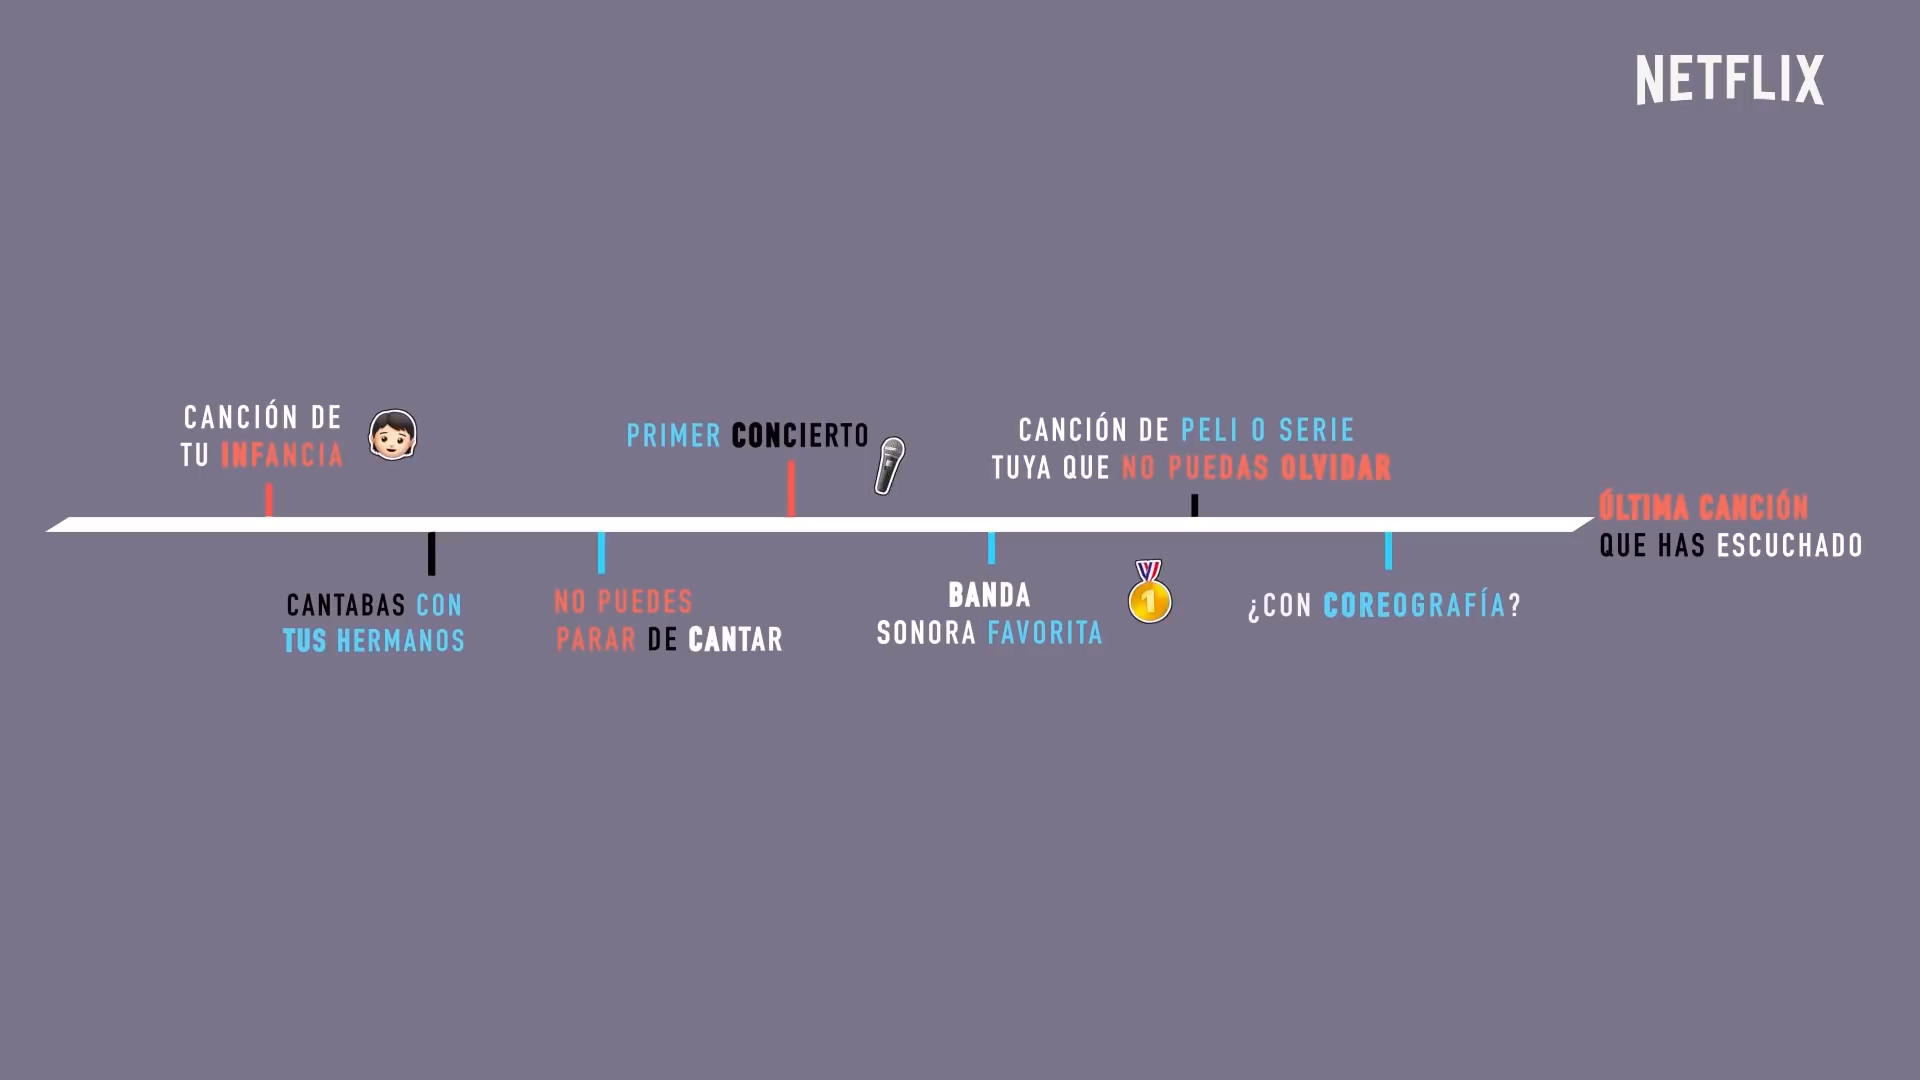 NETFLIX
CANCIÓN DE
TU INFANCIA
CANTABAS CON
TUS HERMANOS
NO PUEDES
PARAR DE CANTAR
PRIMER CONCIERTO
BANDA
SONORA FAVORITA
1
CANCIÓN DE PELI O SERIE
TUYA QUE NO PUEDAS OLVIDAR
¿CON COREOGRAFÍA?
ÚLTIMA CANCIÓN
QUE HAS ESCUCHADO